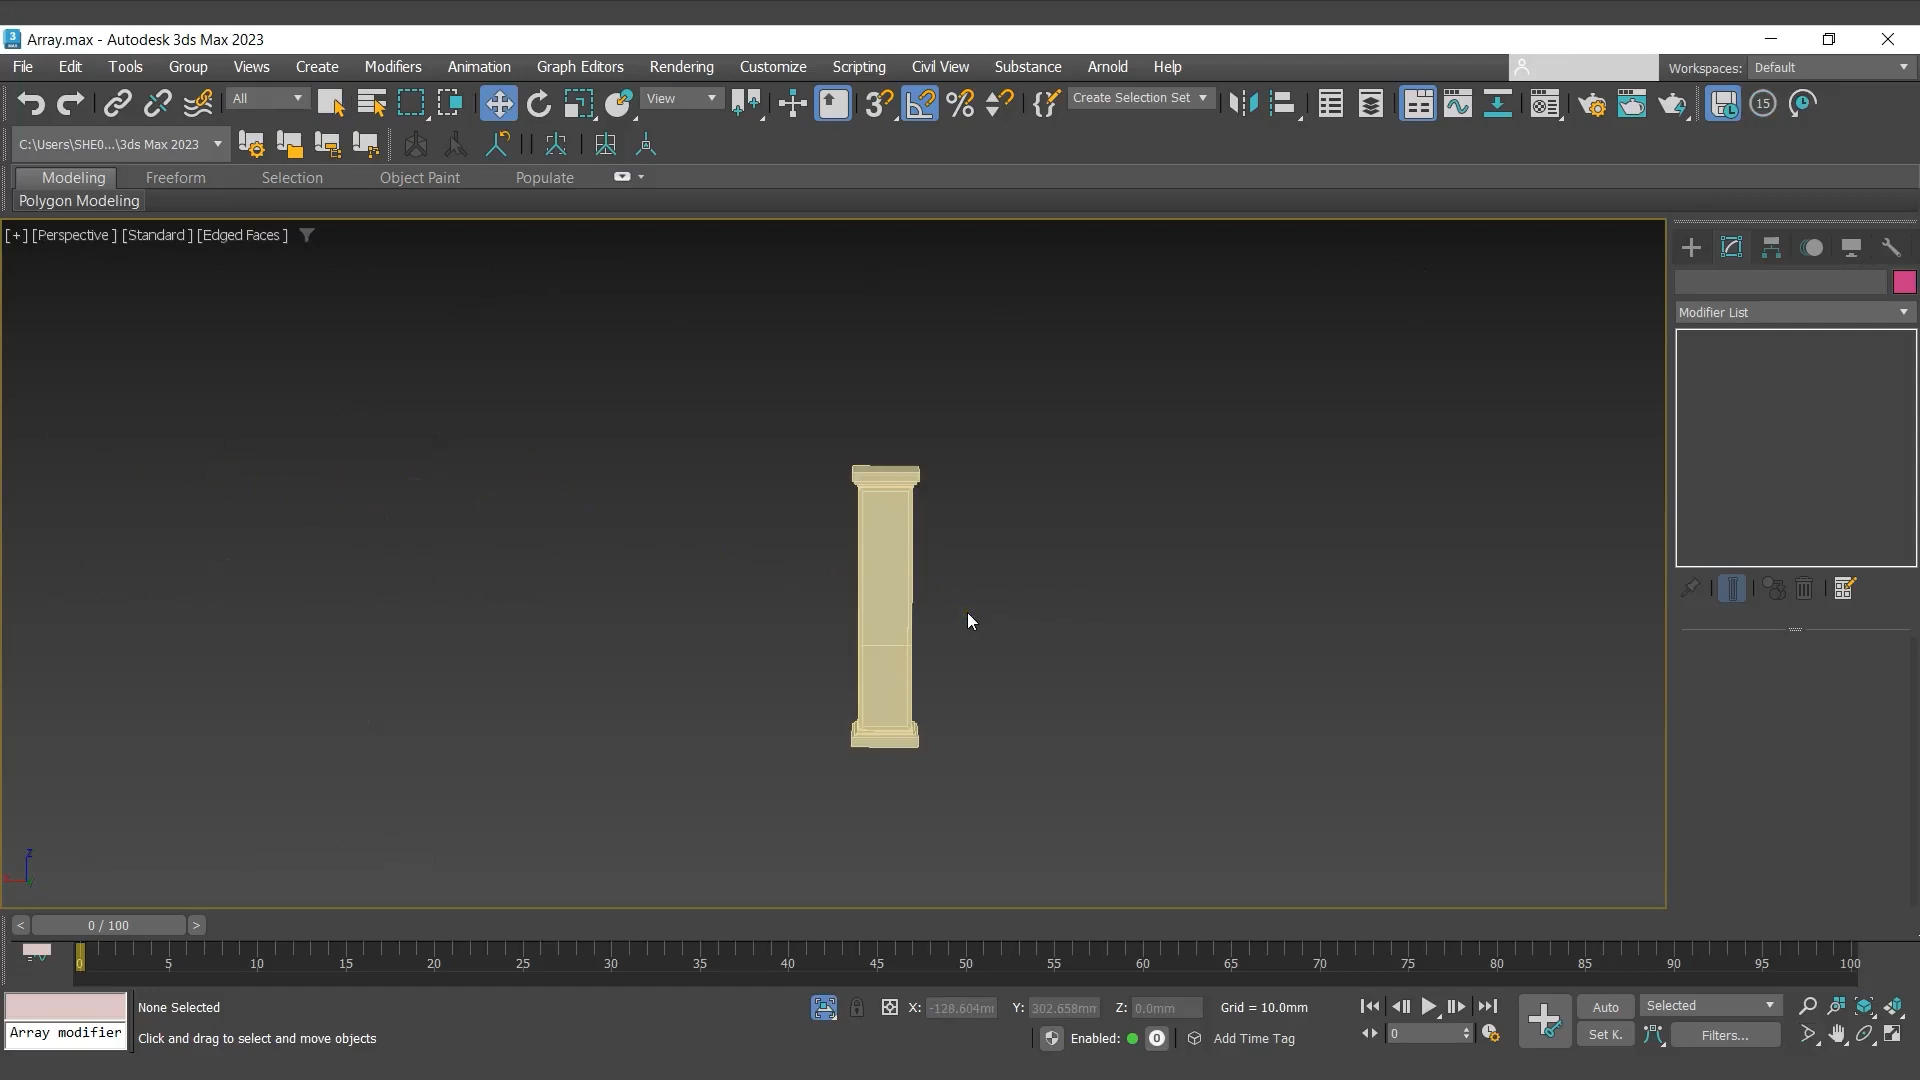 Array.max - Autodesk 3ds Max 2023
File Edit Tools Group Views Create Modifiers Animation Graph Editors Rendering Customize Scripting Civil View Substance Arnold Help Workspaces: Default
All View Create Selection Set 15
C:\Users\SHE0...\3ds Max 2023
Modeling Freeform Selection Object Paint Populate
Polygon Modeling
[+] [Perspective ] [Standard ] [Edged Faces ]
Modifier List
z
< 0 / 100 >
0 5 10 15 20 25 30 35 40 45 50 55 60 65 70 75 80 85 90 95 100
None Selected X: -128.604mm Y: 302.658mm Z: 0.0mm Grid = 10.0mm Auto Selected
Array modifier Click and drag to select and move objects Enabled: 0 Add Time Tag 0 Set K. Filters...